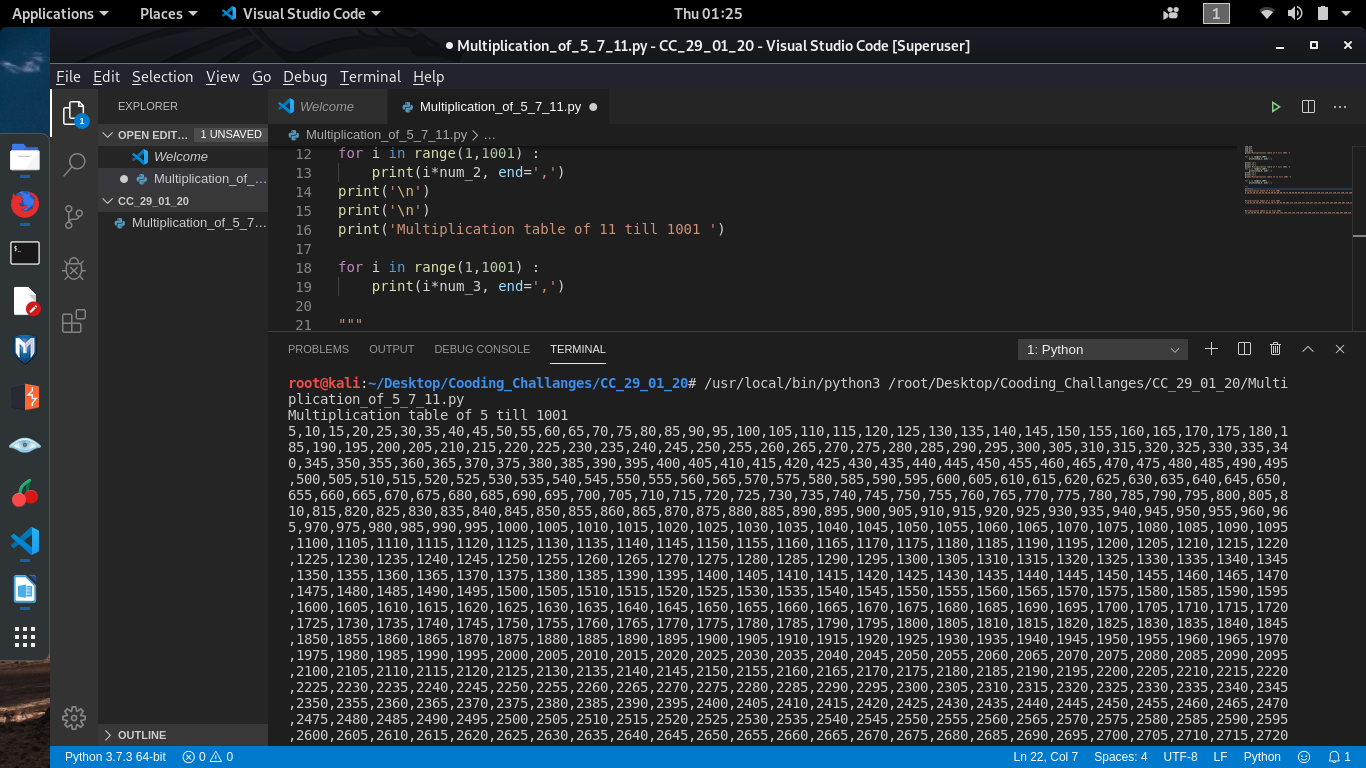 Applications Places Visual Studio Code Thu 01:25 1
Multiplication_of_5_7_11.py - CC_29_01_20 - Visual Studio Code [Superuser]
File Edit Selection View Go Debug Terminal Help
EXPLORER
Welcome Multiplication_of_5_7_11.py
1
OPEN EDIT… 1 UNSAVED
Welcome
Multiplication_of_…
CC_29_01_20
Multiplication_of_5_7…
OUTLINE
Multiplication_of_5_7_11.py > …
12 for i in range(1,1001) :
13 print(i*num_2, end=',')
14 print('\n')
15 print('\n')
16 print('Multiplication table of 11 till 1001 ')
17
18 for i in range(1,1001) :
19 print(i*num_3, end=',')
20
21 """
PROBLEMS OUTPUT DEBUG CONSOLE TERMINAL 1: Python
root@kali:~/Desktop/Cooding_Challanges/CC_29_01_20# /usr/local/bin/python3 /root/Desktop/Cooding_Challanges/CC_29_01_20/Multi
plication_of_5_7_11.py
Multiplication table of 5 till 1001
5,10,15,20,25,30,35,40,45,50,55,60,65,70,75,80,85,90,95,100,105,110,115,120,125,130,135,140,145,150,155,160,165,170,175,180,1
85,190,195,200,205,210,215,220,225,230,235,240,245,250,255,260,265,270,275,280,285,290,295,300,305,310,315,320,325,330,335,34
0,345,350,355,360,365,370,375,380,385,390,395,400,405,410,415,420,425,430,435,440,445,450,455,460,465,470,475,480,485,490,495
,500,505,510,515,520,525,530,535,540,545,550,555,560,565,570,575,580,585,590,595,600,605,610,615,620,625,630,635,640,645,650,
655,660,665,670,675,680,685,690,695,700,705,710,715,720,725,730,735,740,745,750,755,760,765,770,775,780,785,790,795,800,805,8
10,815,820,825,830,835,840,845,850,855,860,865,870,875,880,885,890,895,900,905,910,915,920,925,930,935,940,945,950,955,960,96
5,970,975,980,985,990,995,1000,1005,1010,1015,1020,1025,1030,1035,1040,1045,1050,1055,1060,1065,1070,1075,1080,1085,1090,1095
,1100,1105,1110,1115,1120,1125,1130,1135,1140,1145,1150,1155,1160,1165,1170,1175,1180,1185,1190,1195,1200,1205,1210,1215,1220
,1225,1230,1235,1240,1245,1250,1255,1260,1265,1270,1275,1280,1285,1290,1295,1300,1305,1310,1315,1320,1325,1330,1335,1340,1345
,1350,1355,1360,1365,1370,1375,1380,1385,1390,1395,1400,1405,1410,1415,1420,1425,1430,1435,1440,1445,1450,1455,1460,1465,1470
,1475,1480,1485,1490,1495,1500,1505,1510,1515,1520,1525,1530,1535,1540,1545,1550,1555,1560,1565,1570,1575,1580,1585,1590,1595
,1600,1605,1610,1615,1620,1625,1630,1635,1640,1645,1650,1655,1660,1665,1670,1675,1680,1685,1690,1695,1700,1705,1710,1715,1720
,1725,1730,1735,1740,1745,1750,1755,1760,1765,1770,1775,1780,1785,1790,1795,1800,1805,1810,1815,1820,1825,1830,1835,1840,1845
,1850,1855,1860,1865,1870,1875,1880,1885,1890,1895,1900,1905,1910,1915,1920,1925,1930,1935,1940,1945,1950,1955,1960,1965,1970
,1975,1980,1985,1990,1995,2000,2005,2010,2015,2020,2025,2030,2035,2040,2045,2050,2055,2060,2065,2070,2075,2080,2085,2090,2095
,2100,2105,2110,2115,2120,2125,2130,2135,2140,2145,2150,2155,2160,2165,2170,2175,2180,2185,2190,2195,2200,2205,2210,2215,2220
,2225,2230,2235,2240,2245,2250,2255,2260,2265,2270,2275,2280,2285,2290,2295,2300,2305,2310,2315,2320,2325,2330,2335,2340,2345
,2350,2355,2360,2365,2370,2375,2380,2385,2390,2395,2400,2405,2410,2415,2420,2425,2430,2435,2440,2445,2450,2455,2460,2465,2470
,2475,2480,2485,2490,2495,2500,2505,2510,2515,2520,2525,2530,2535,2540,2545,2550,2555,2560,2565,2570,2575,2580,2585,2590,2595
,2600,2605,2610,2615,2620,2625,2630,2635,2640,2645,2650,2655,2660,2665,2670,2675,2680,2685,2690,2695,2700,2705,2710,2715,2720
Python 3.7.3 64-bit 0 0 Ln 22, Col 7 Spaces: 4 UTF-8 LF Python 1